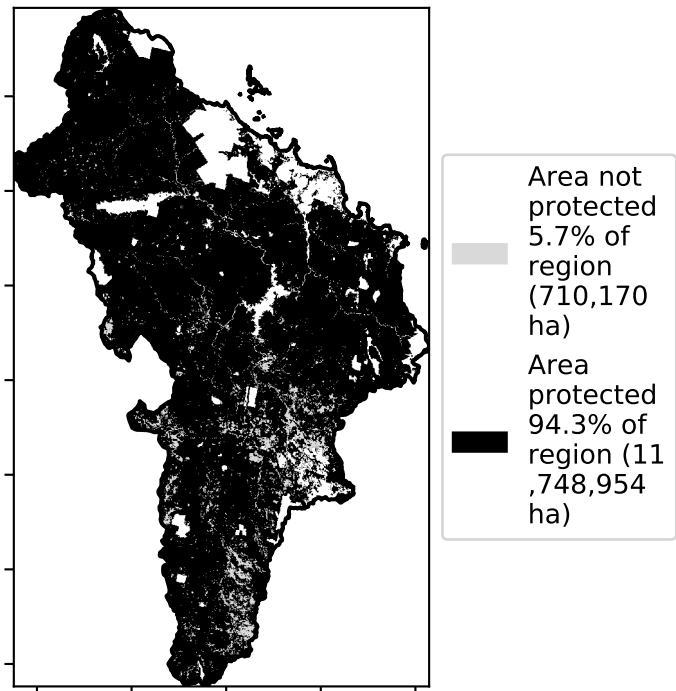 Area not
protected
5.7% of
region
(710,170
ha)
Area
protected
94.3% of
region (11
,748,954
ha)